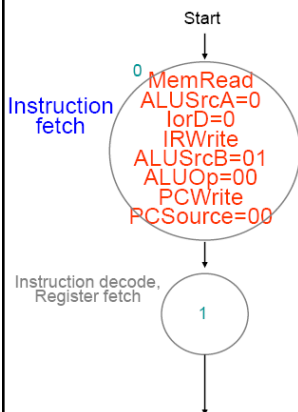 Start
0
MemRead
ALUSrcA=0
IorD=0
IRWrite
ALUSrcB=01
ALUOp=00
PCWrite
PCSource=00
Instruction
fetch
Instruction decode,
Register fetch
1